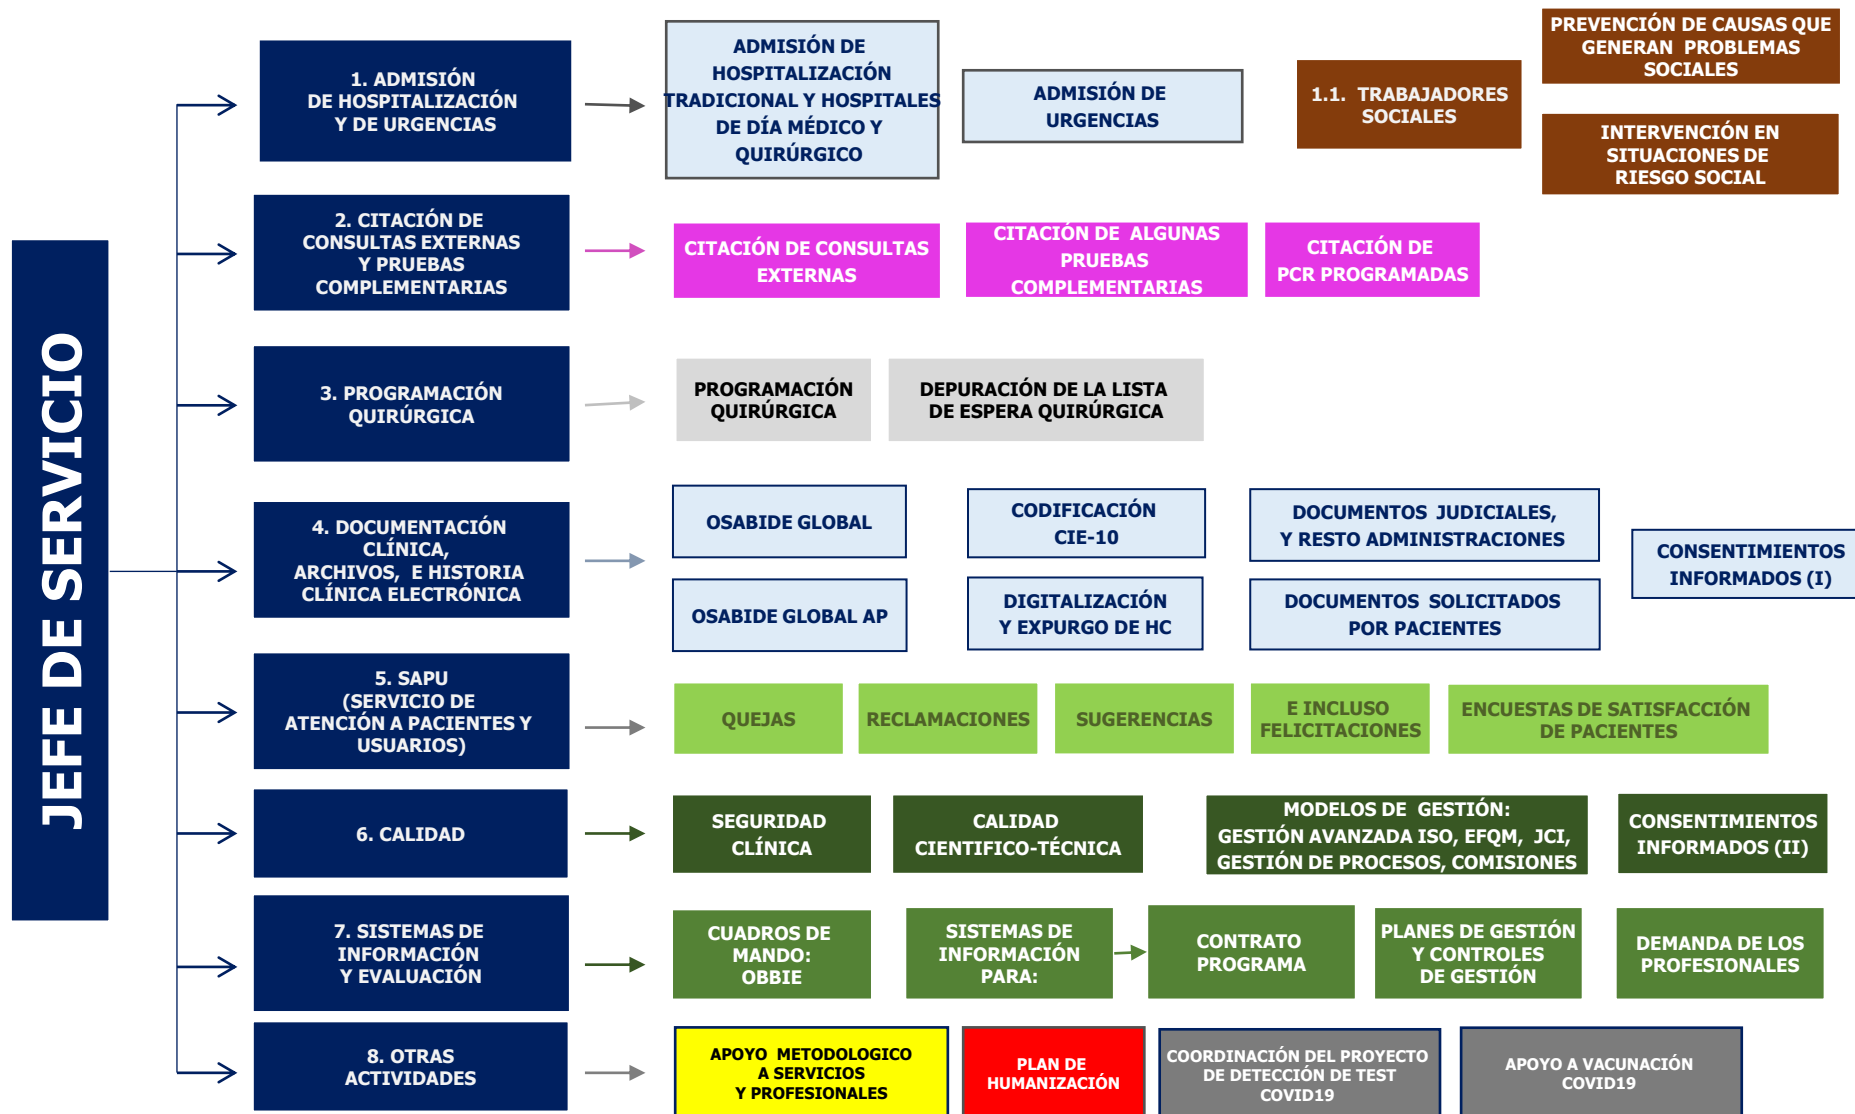 JEFE DE SERVICIO
1. ADMISIÓN
DE HOSPITALIZACIÓN
Y DE URGENCIAS
ADMISIÓN DE
HOSPITALIZACIÓN
TRADICIONAL Y HOSPITALES
DE DÍA MÉDICO Y
QUIRÚRGICO
ADMISIÓN DE
URGENCIAS
1.1. TRABAJADORES
SOCIALES
PREVENCIÓN DE CAUSAS QUE
GENERAN PROBLEMAS
SOCIALES
INTERVENCIÓN EN
SITUACIONES DE
RIESGO SOCIAL
2. CITACIÓN DE
CONSULTAS EXTERNAS
Y PRUEBAS
COMPLEMENTARIAS
CITACIÓN DE CONSULTAS
EXTERNAS
CITACIÓN DE ALGUNAS
PRUEBAS
COMPLEMENTARIAS
CITACIÓN DE
PCR PROGRAMADAS
3. PROGRAMACIÓN
QUIRÚRGICA
PROGRAMACIÓN
QUIRÚRGICA
DEPURACIÓN DE LA LISTA
DE ESPERA QUIRÚRGICA
4. DOCUMENTACIÓN
CLÍNICA,
ARCHIVOS, E HISTORIA
CLÍNICA ELECTRÓNICA
OSABIDE GLOBAL
CODIFICACIÓN
CIE-10
DOCUMENTOS JUDICIALES,
Y RESTO ADMINISTRACIONES
CONSENTIMIENTOS
INFORMADOS (I)
OSABIDE GLOBAL AP
DIGITALIZACIÓN
Y EXPURGO DE HC
DOCUMENTOS SOLICITADOS
POR PACIENTES
5. SAPU
(SERVICIO DE
ATENCIÓN A PACIENTES Y
USUARIOS)
QUEJAS
RECLAMACIONES
SUGERENCIAS
E INCLUSO
FELICITACIONES
ENCUESTAS DE SATISFACCIÓN
DE PACIENTES
6. CALIDAD
SEGURIDAD
CLÍNICA
CALIDAD
CIENTIFICO-TÉCNICA
MODELOS DE GESTIÓN:
GESTIÓN AVANZADA ISO, EFQM, JCI,
GESTIÓN DE PROCESOS, COMISIONES
CONSENTIMIENTOS
INFORMADOS (II)
7. SISTEMAS DE
INFORMACIÓN
Y EVALUACIÓN
CUADROS DE
MANDO:
OBBIE
SISTEMAS DE
INFORMACIÓN
PARA:
CONTRATO
PROGRAMA
PLANES DE GESTIÓN
Y CONTROLES
DE GESTIÓN
DEMANDA DE LOS
PROFESIONALES
8. OTRAS
ACTIVIDADES
APOYO METODOLOGICO
A SERVICIOS
Y PROFESIONALES
PLAN DE
HUMANIZACIÓN
COORDINACIÓN DEL PROYECTO
DE DETECCIÓN DE TEST
COVID19
APOYO A VACUNACIÓN
COVID19